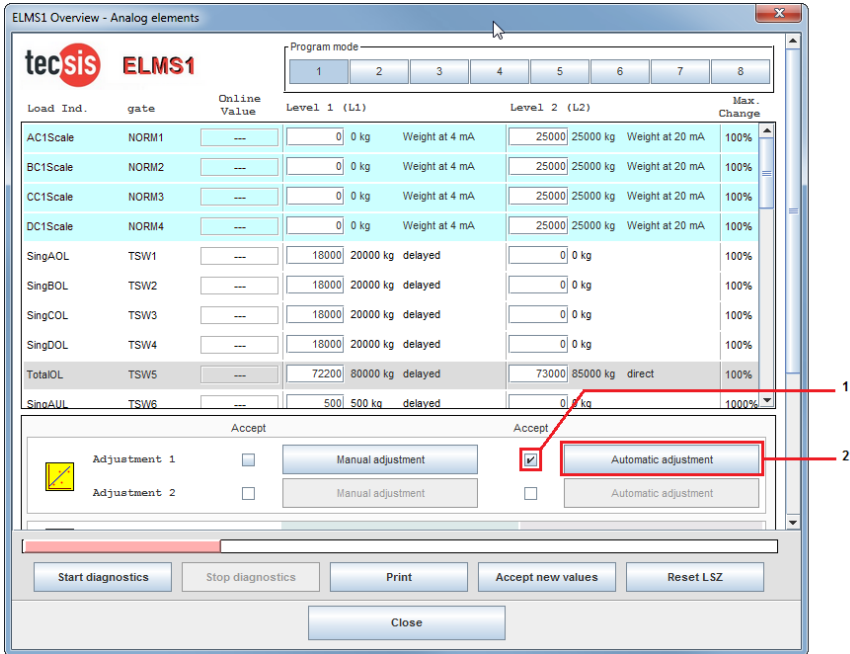 ELMS1 Overview - Analog elements
tecsis ELMS1
Program mode
1 2 3 4 5 6 7 8
Load Ind. gate Online Value Level 1 (L1) Level 2 (L2) Max. Change
AC1Scale NORM1 --- 0 0 kg Weight at 4 mA 25000 25000 kg Weight at 20 mA 100%
BC1Scale NORM2 --- 0 0 kg Weight at 4 mA 25000 25000 kg Weight at 20 mA 100%
CC1Scale NORM3 --- 0 0 kg Weight at 4 mA 25000 25000 kg Weight at 20 mA 100%
DC1Scale NORM4 --- 0 0 kg Weight at 4 mA 25000 25000 kg Weight at 20 mA 100%
SingAOL TSW1 --- 18000 20000 kg delayed 0 0 kg 100%
SingBOL TSW2 --- 18000 20000 kg delayed 0 0 kg 100%
SingCOL TSW3 --- 18000 20000 kg delayed 0 0 kg 100%
SingDOL TSW4 --- 18000 20000 kg delayed 0 0 kg 100%
TotalOL TSW5 --- 72200 80000 kg delayed 73000 85000 kg direct 100%
SingAUL TSW6 --- 500 500 kg delayed 0 0 kg 1000%
1
Accept Accept
Adjustment 1 Manual adjustment Automatic adjustment
2
Adjustment 2 Manual adjustment Automatic adjustment
Start diagnostics Stop diagnostics Print Accept new values Reset LSZ
Close